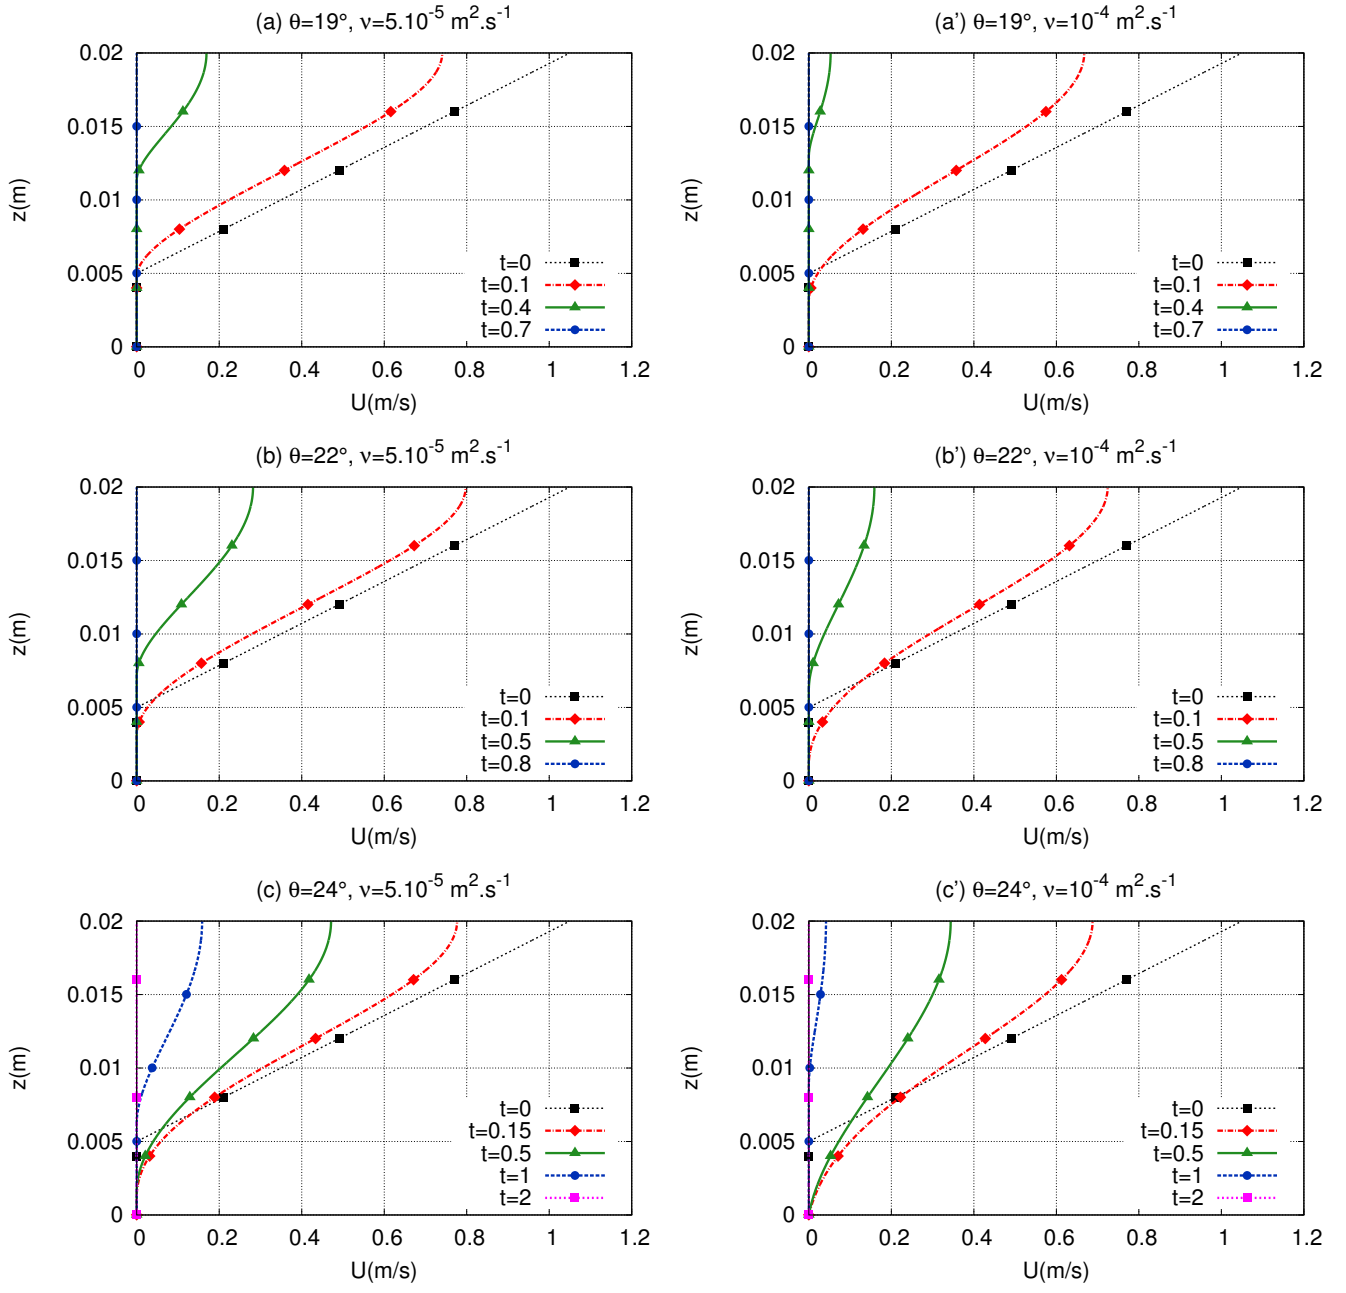 (a) θ=19°, ν=5.10⁻⁵ m².s⁻¹
0.02
0.015
0.01
0.005
0
z(m)
t=0
t=0.1
t=0.4
t=0.7
0 0.2 0.4 0.6 0.8 1 1.2
U(m/s)
(a') θ=19°, ν=10⁻⁴ m².s⁻¹
0.02
0.015
0.01
0.005
0
z(m)
t=0
t=0.1
t=0.4
t=0.7
0 0.2 0.4 0.6 0.8 1 1.2
U(m/s)
(b) θ=22°, ν=5.10⁻⁵ m².s⁻¹
0.02
0.015
0.01
0.005
0
z(m)
t=0
t=0.1
t=0.5
t=0.8
0 0.2 0.4 0.6 0.8 1 1.2
U(m/s)
(b') θ=22°, ν=10⁻⁴ m².s⁻¹
0.02
0.015
0.01
0.005
0
z(m)
t=0
t=0.1
t=0.5
t=0.8
0 0.2 0.4 0.6 0.8 1 1.2
U(m/s)
(c) θ=24°, ν=5.10⁻⁵ m².s⁻¹
0.02
0.015
0.01
0.005
0
z(m)
t=0
t=0.15
t=0.5
t=1
t=2
0 0.2 0.4 0.6 0.8 1 1.2
U(m/s)
(c') θ=24°, ν=10⁻⁴ m².s⁻¹
0.02
0.015
0.01
0.005
0
z(m)
t=0
t=0.15
t=0.5
t=1
t=2
0 0.2 0.4 0.6 0.8 1 1.2
U(m/s)